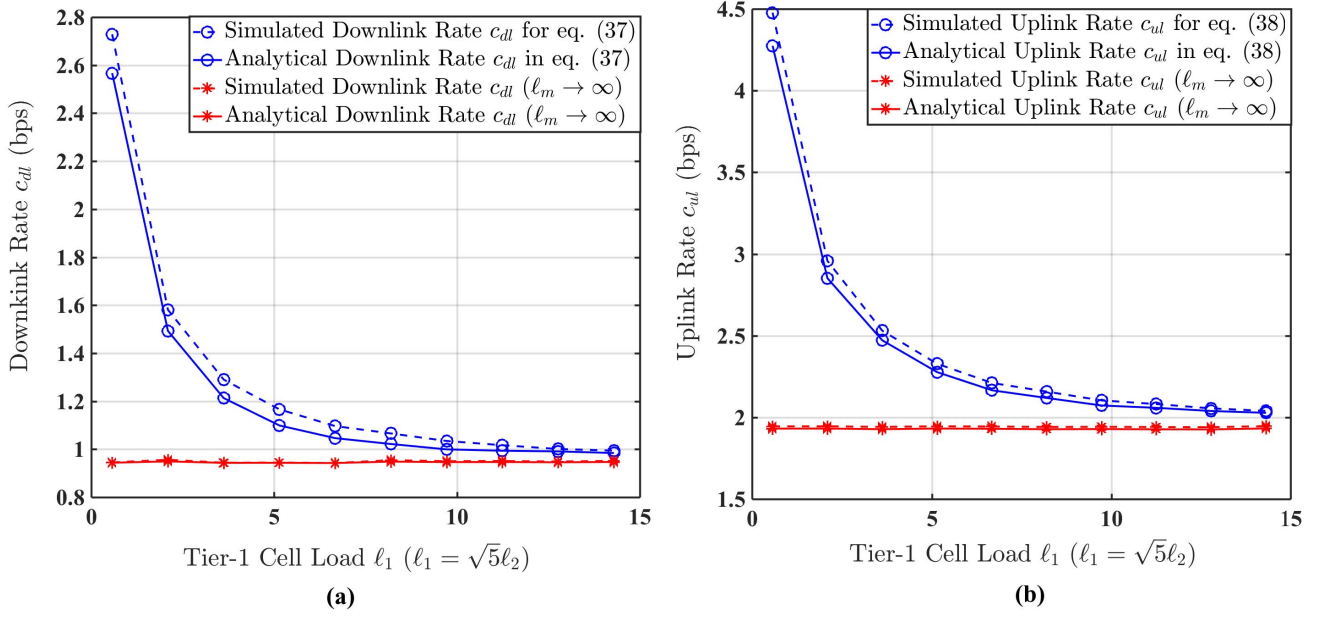 Simulated Downlink Rate c_dl for eq. (37)
Analytical Downlink Rate c_dl in eq. (37)
Simulated Downlink Rate c_dl (ℓ_m → ∞)
Analytical Downlink Rate c_dl (ℓ_m → ∞)
Downkink Rate c_dl (bps)
2.8
2.6
2.4
2.2
2
1.8
1.6
1.4
1.2
1
0.8
0 5 10 15
Tier-1 Cell Load ℓ_1 (ℓ_1 = √5ℓ_2)
(a)
Simulated Uplink Rate c_ul for eq. (38)
Analytical Uplink Rate c_ul in eq. (38)
Simulated Uplink Rate c_ul (ℓ_m → ∞)
Analytical Uplink Rate c_ul (ℓ_m → ∞)
Uplink Rate c_ul (bps)
4.5
4
3.5
3
2.5
2
1.5
0 5 10 15
Tier-1 Cell Load ℓ_1 (ℓ_1 = √5ℓ_2)
(b)